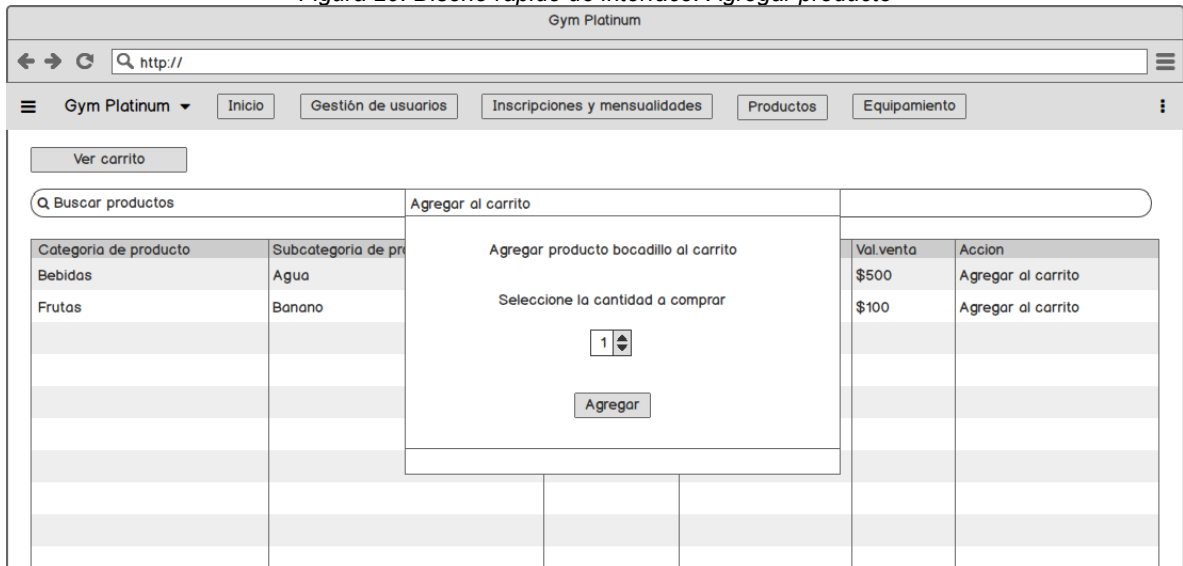 Gym Platinum
http://
Gym Platinum Inicio Gestión de usuarios Inscripciones y mensualidades Productos Equipamiento
Ver carrito
Buscar productos
Agregar al carrito
Agregar producto bocadillo al carrito
Seleccione la cantidad a comprar
1
Agregar
Categoria de producto Subcategoria de Val.venta Accion
Bebidas Agua $500 Agregar al carrito
Frutas Banano $100 Agregar al carrito